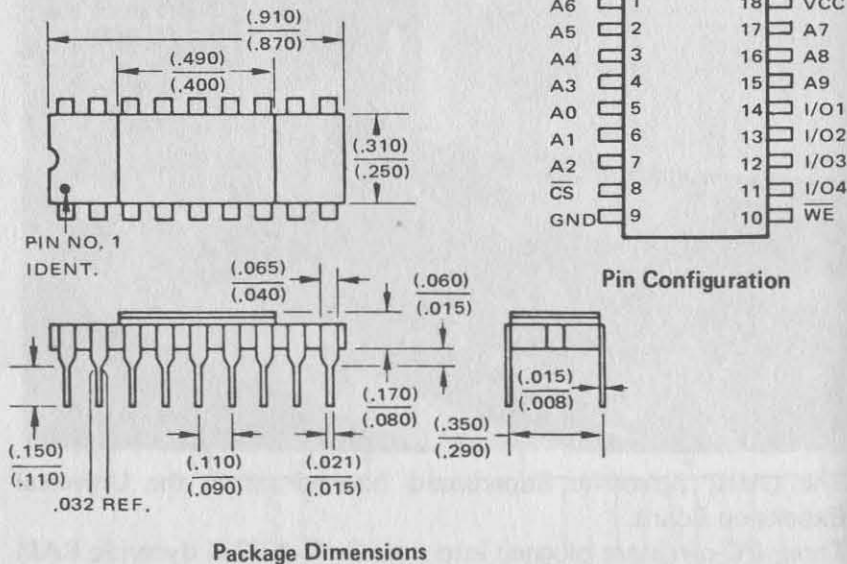 (.910)
(.870)
(.490)
(.400)
(.310)
(.250)
PIN NO. 1
IDENT.
(.065)
(.040)
(.060)
(.015)
(.170)
(.080)
(.150)
(.110)
.032 REF.
(.110)
(.090)
(.021)
(.015)
(.015)
(.008)
(.350)
(.290)
Package Dimensions
A6 1 18 VCC
A5 2 17 A7
A4 3 16 A8
A3 4 15 A9
A0 5 14 I/O1
A1 6 13 I/O2
A2 7 12 I/O3
CS 8 11 I/O4
GND 9 10 WE
Pin Configuration